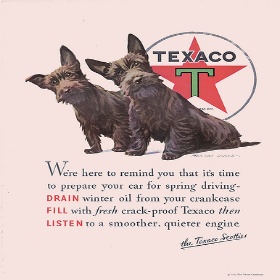 TEXACO
T
We're here to remind you that it's time
to prepare your car for spring driving-
DRAIN winter oil from your crankcase
FILL with fresh crack-proof Texaco then
LISTEN to a smoother, quieter engine
the Texaco Scotties